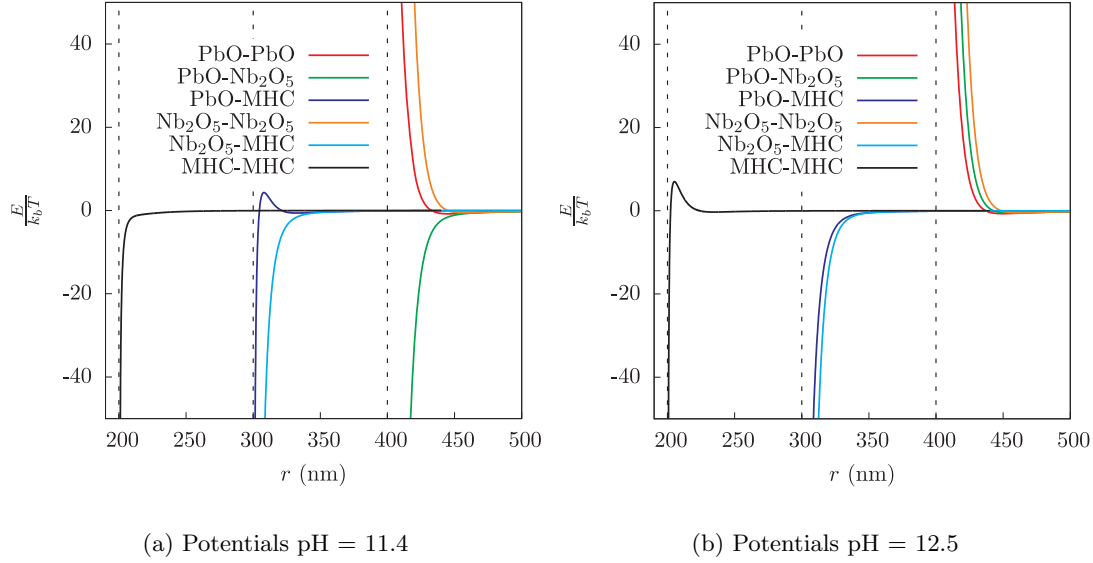 40
20
0
-20
-40
E/k_bT
PbO-PbO
PbO-Nb₂O₅
PbO-MHC
Nb₂O₅-Nb₂O₅
Nb₂O₅-MHC
MHC-MHC
200 250 300 350 400 450 500
r (nm)
(a) Potentials pH = 11.4
40
20
0
-20
-40
E/k_bT
PbO-PbO
PbO-Nb₂O₅
PbO-MHC
Nb₂O₅-Nb₂O₅
Nb₂O₅-MHC
MHC-MHC
200 250 300 350 400 450 500
r (nm)
(b) Potentials pH = 12.5